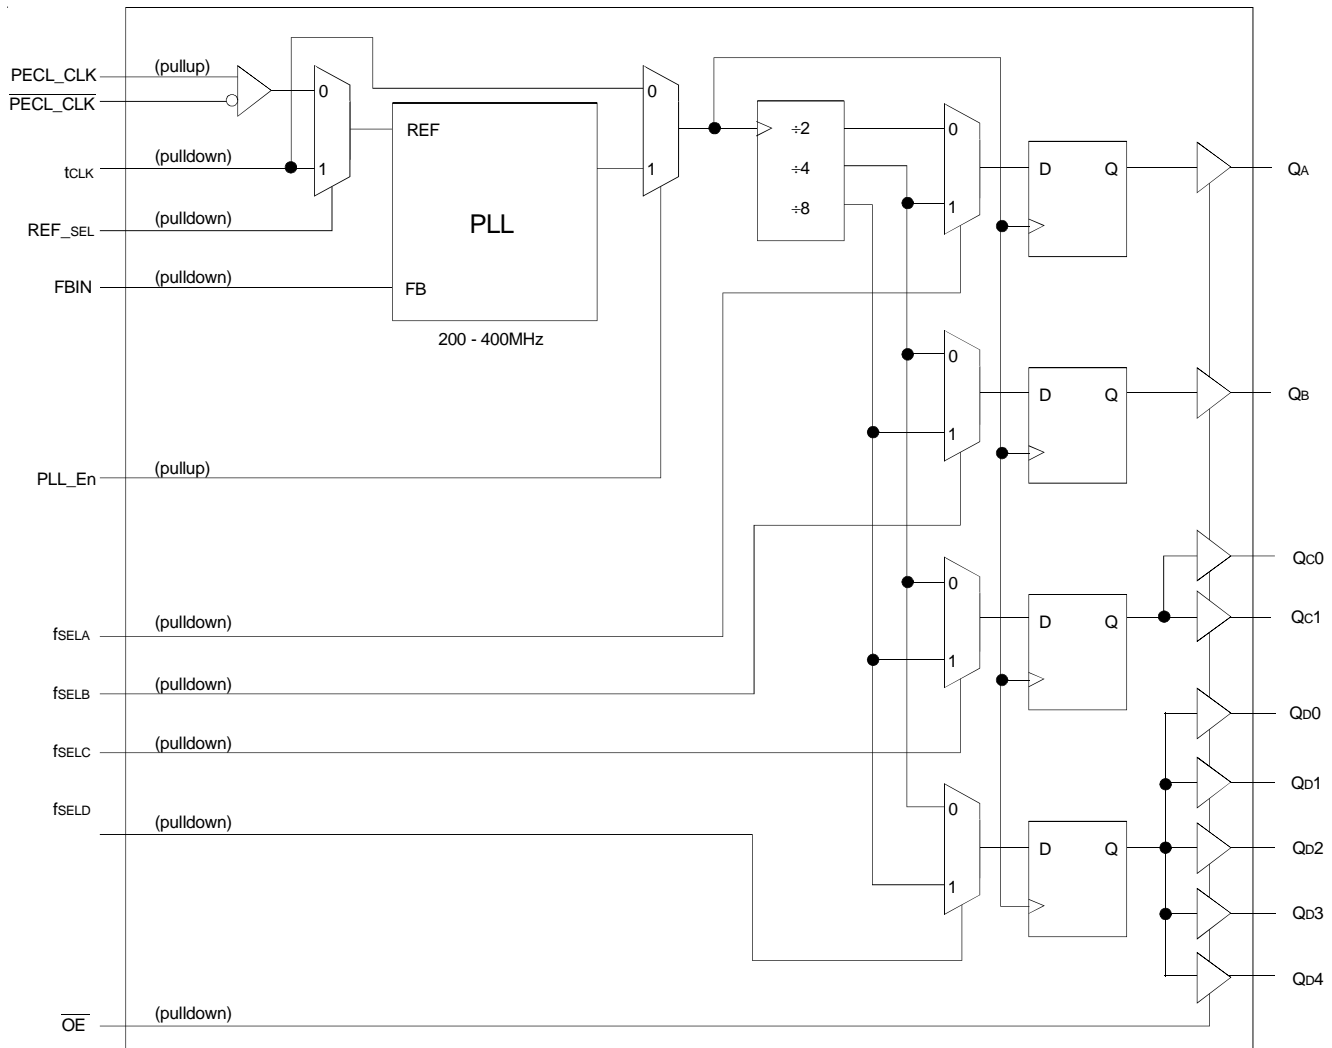 PECL_CLK (pullup)
PECL_CLK
tCLK (pulldown)
REF_SEL (pulldown)
FBIN (pulldown)
0
1
REF
PLL
FB
200 - 400MHz
0
1
÷2
÷4
÷8
0
1
D Q
QA
PLL_En (pullup)
0
1
D Q
QB
fSELA (pulldown)
fSELB (pulldown)
fSELC (pulldown)
fSELD
(pulldown)
0
1
D Q
QC0
QC1
0
1
D Q
QD0
QD1
QD2
QD3
QD4
OE (pulldown)